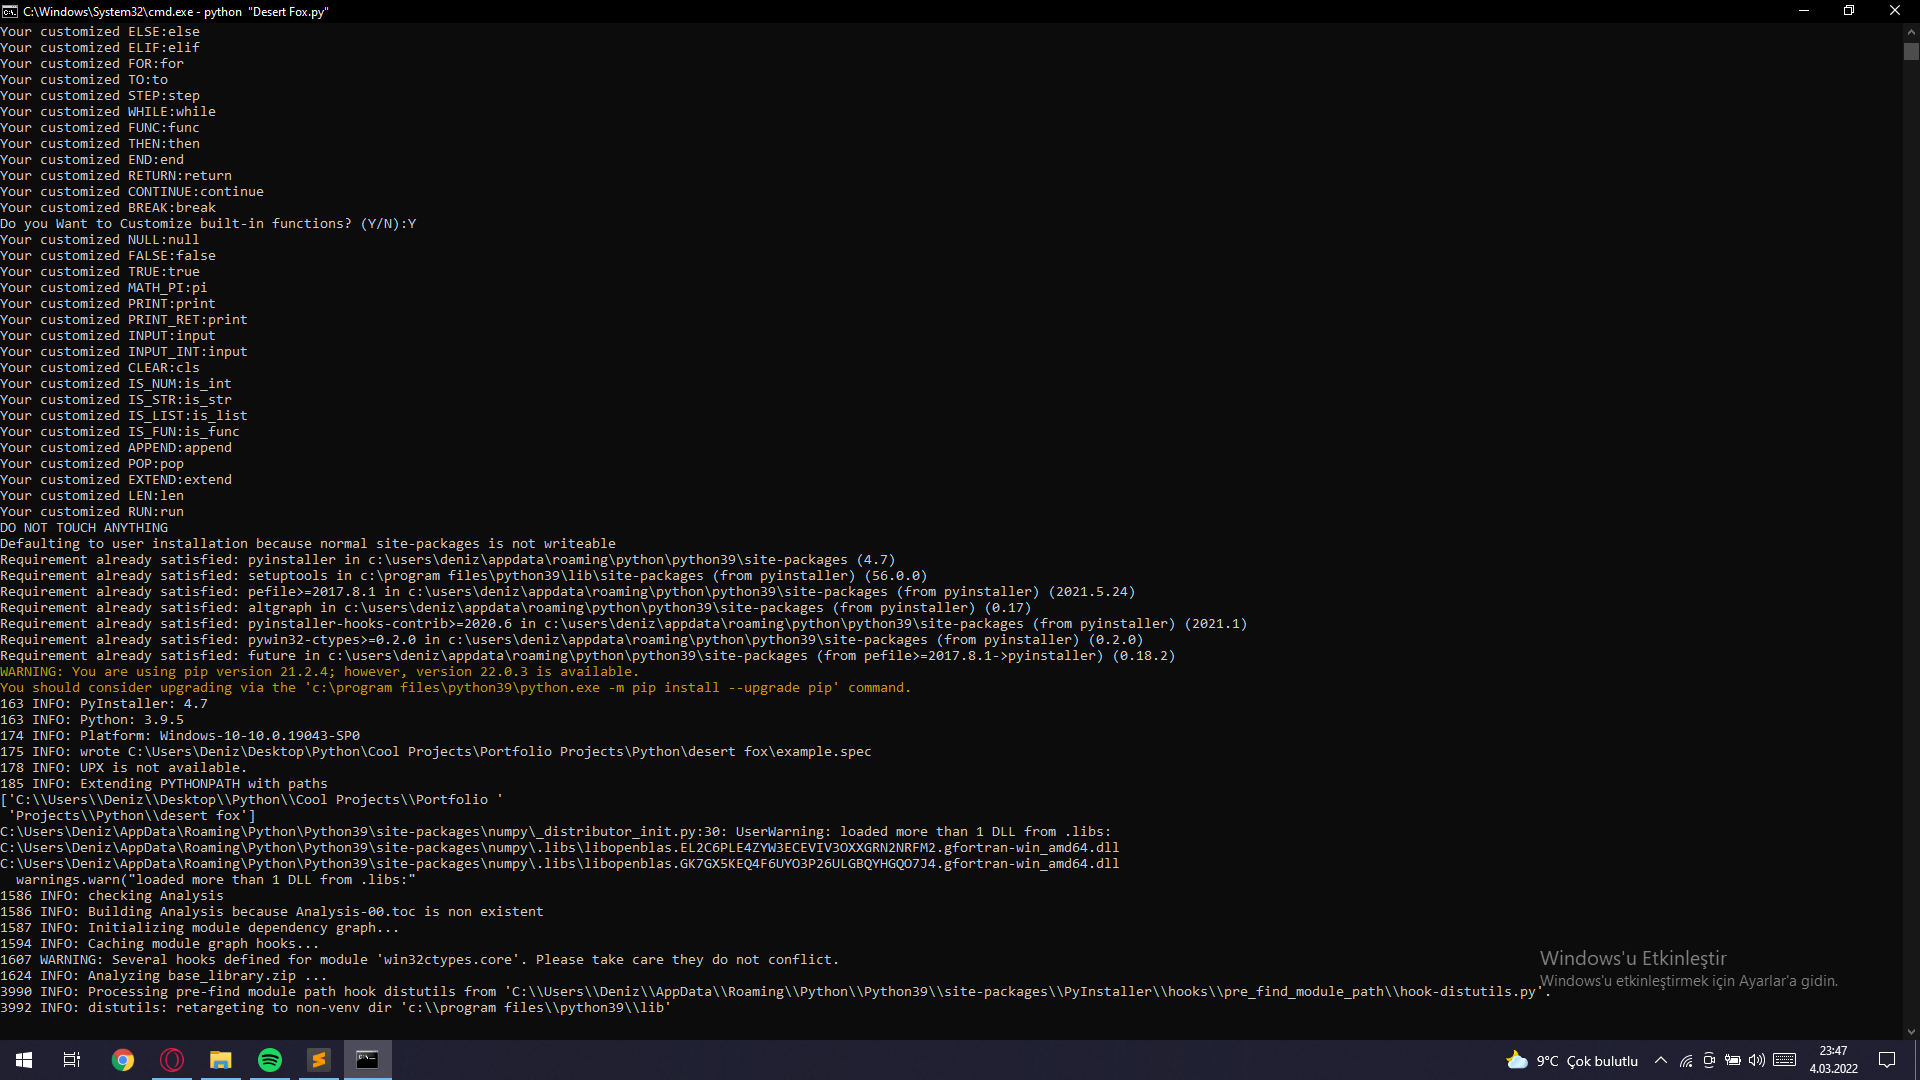 C:\Windows\System32\cmd.exe - python  "Desert Fox.py"
Your customized ELSE:else
Your customized ELIF:elif
Your customized FOR:for
Your customized TO:to
Your customized STEP:step
Your customized WHILE:while
Your customized FUNC:func
Your customized THEN:then
Your customized END:end
Your customized RETURN:return
Your customized CONTINUE:continue
Your customized BREAK:break
Do you Want to Customize built-in functions? (Y/N):Y
Your customized NULL:null
Your customized FALSE:false
Your customized TRUE:true
Your customized MATH_PI:pi
Your customized PRINT:print
Your customized PRINT_RET:print
Your customized INPUT:input
Your customized INPUT_INT:input
Your customized CLEAR:cls
Your customized IS_NUM:is_int
Your customized IS_STR:is_str
Your customized IS_LIST:is_list
Your customized IS_FUN:is_func
Your customized APPEND:append
Your customized POP:pop
Your customized EXTEND:extend
Your customized LEN:len
Your customized RUN:run
DO NOT TOUCH ANYTHING
Defaulting to user installation because normal site-packages is not writeable
Requirement already satisfied: pyinstaller in c:\users\deniz\appdata\roaming\python\python39\site-packages (4.7)
Requirement already satisfied: setuptools in c:\program files\python39\lib\site-packages (from pyinstaller) (56.0.0)
Requirement already satisfied: pefile>=2017.8.1 in c:\users\deniz\appdata\roaming\python\python39\site-packages (from pyinstaller) (2021.5.24)
Requirement already satisfied: altgraph in c:\users\deniz\appdata\roaming\python\python39\site-packages (from pyinstaller) (0.17)
Requirement already satisfied: pyinstaller-hooks-contrib>=2020.6 in c:\users\deniz\appdata\roaming\python\python39\site-packages (from pyinstaller) (2021.1)
Requirement already satisfied: pywin32-ctypes>=0.2.0 in c:\users\deniz\appdata\roaming\python\python39\site-packages (from pyinstaller) (0.2.0)
Requirement already satisfied: future in c:\users\deniz\appdata\roaming\python\python39\site-packages (from pefile>=2017.8.1->pyinstaller) (0.18.2)
WARNING: You are using pip version 21.2.4; however, version 22.0.3 is available.
You should consider upgrading via the 'c:\program files\python39\python.exe -m pip install --upgrade pip' command.
163 INFO: PyInstaller: 4.7
163 INFO: Python: 3.9.5
174 INFO: Platform: Windows-10-10.0.19043-SP0
175 INFO: wrote C:\Users\Deniz\Desktop\Python\Cool Projects\Portfolio Projects\Python\desert fox\example.spec
178 INFO: UPX is not available.
185 INFO: Extending PYTHONPATH with paths
['C:\\Users\\Deniz\\Desktop\\Python\\Cool Projects\\Portfolio '
 'Projects\\Python\\desert fox']
C:\Users\Deniz\AppData\Roaming\Python\Python39\site-packages\numpy\_distributor_init.py:30: UserWarning: loaded more than 1 DLL from .libs:
C:\Users\Deniz\AppData\Roaming\Python\Python39\site-packages\numpy\.libs\libopenblas.EL2C6PLE4ZYW3ECEVIV3OXXGRN2NRFM2.gfortran-win_amd64.dll
C:\Users\Deniz\AppData\Roaming\Python\Python39\site-packages\numpy\.libs\libopenblas.GK7GX5KEQ4F6UYO3P26ULGBQYHGQO7J4.gfortran-win_amd64.dll
  warnings.warn("loaded more than 1 DLL from .libs:"
1586 INFO: checking Analysis
1586 INFO: Building Analysis because Analysis-00.toc is non existent
1587 INFO: Initializing module dependency graph...
1594 INFO: Caching module graph hooks...
1607 WARNING: Several hooks defined for module 'win32ctypes.core'. Please take care they do not conflict.
1624 INFO: Analyzing base_library.zip ...
3990 INFO: Processing pre-find module path hook distutils from 'C:\\Users\\Deniz\\AppData\\Roaming\\Python\\Python39\\site-packages\\PyInstaller\\hooks\\pre_find_module_path\\hook-distutils.py'.
3992 INFO: distutils: retargeting to non-venv dir 'c:\\program files\\python39\\lib'
Windows'u Etkinleştir
Windows'u etkinleştirmek için Ayarlar'a gidin.
9°C Çok bulutlu
23:47
4.03.2022